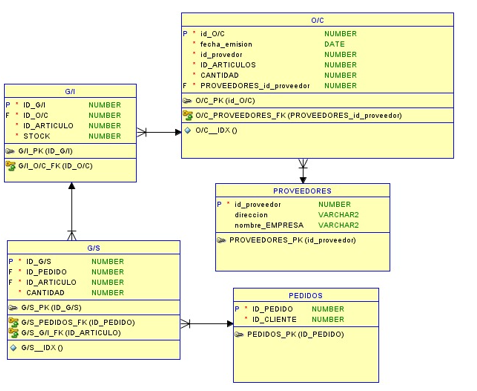 O/C
P * id_O/C NUMBER
* fecha_emision DATE
* id_provedor NUMBER
* ID_ARTICULOS NUMBER
* CANTIDAD NUMBER
F * PROVEEDORES_id_proveedor NUMBER
O/C_PK (id_O/C)
O/C_PROVEEDORES_FK (PROVEEDORES_id_proveedor)
O/C__IDX ()
G/I
P * ID_G/I NUMBER
F * ID_O/C NUMBER
* ID_ARTICULO NUMBER
* STOCK NUMBER
G/I_PK (ID_G/I)
G/I_O/C_FK (ID_O/C)
PROVEEDORES
P * id_proveedor NUMBER
direccion VARCHAR2
nombre_EMPRESA VARCHAR2
PROVEEDORES_PK (id_proveedor)
G/S
P * ID_G/S NUMBER
F * ID_PEDIDO NUMBER
F * ID_ARTICULO NUMBER
* CANTIDAD NUMBER
G/S_PK (ID_G/S)
G/S_PEDIDOS_FK (ID_PEDIDO)
G/S_G/I_FK (ID_ARTICULO)
G/S__IDX ()
PEDIDOS
P * ID_PEDIDO NUMBER
* ID_CLIENTE NUMBER
PEDIDOS_PK (ID_PEDIDO)